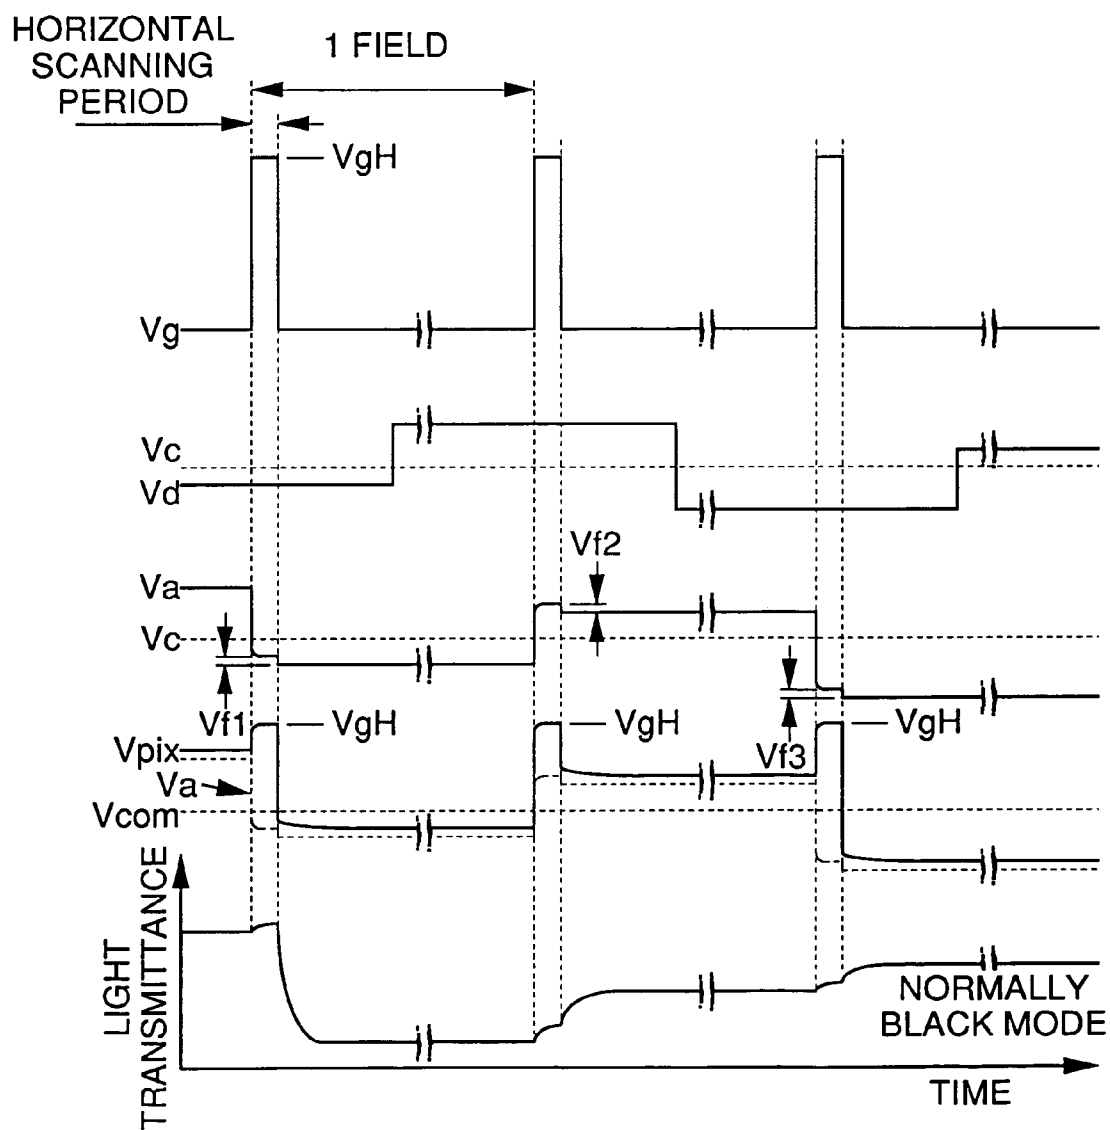 HORIZONTAL
SCANNING
PERIOD
1 FIELD
VgH
Vg
Vc
Vd
Vf2
Va
Vc
Vf1
VgH
VgH
VgH
Vf3
Vpix
Va
Vcom
LIGHT
TRANSMITTANCE
NORMALLY
BLACK MODE
TIME